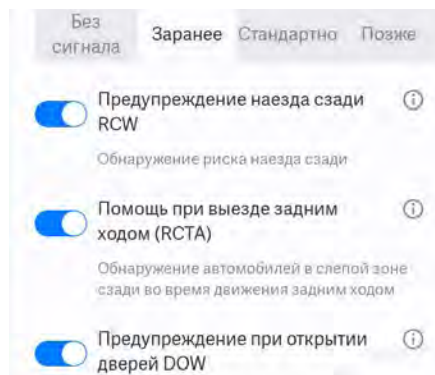 Без сигнала Заранее Стандартно Позже
Предупреждение наезда сзади
RCW
Обнаружение риска наезда сзади
Помощь при выезде задним
ходом (RCTA)
Обнаружение автомобилей в слепой зоне
сзади во время движения задним ходом
Предупреждение при открытии
дверей DOW